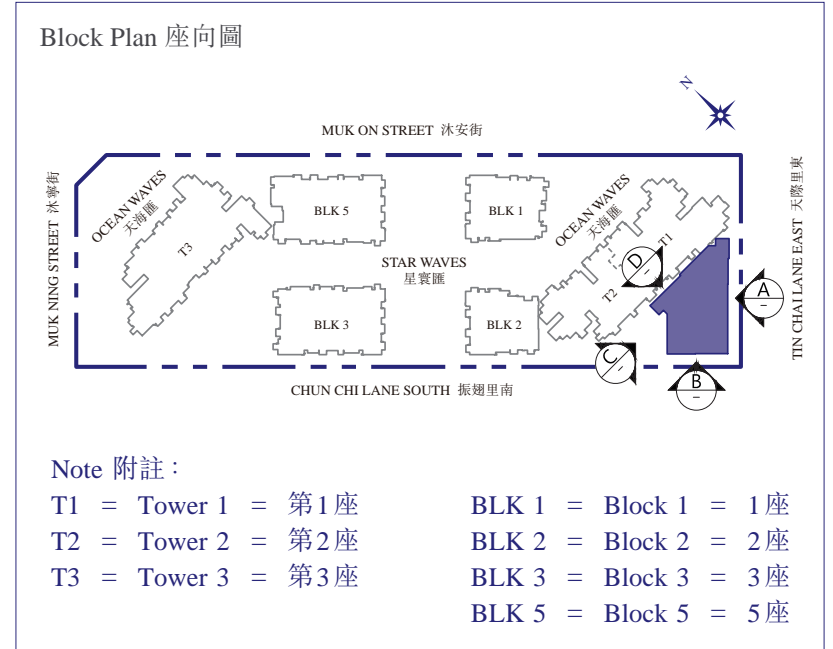 Block Plan 座向圖
N
MUK ON STREET 沐安街
MUK NING STREET 沐寧街
OCEAN WAVES
天海匯
T3
BLK 5
BLK 1
OCEAN WAVES
天海匯
T1
T2
TIN CHAI LANE EAST 天際里東
STAR WAVES
星寰匯
D
–
A
–
BLK 3
BLK 2
C
–
B
–
CHUN CHI LANE SOUTH 振翅里南
Note 附註：
T1 = Tower 1 = 第1座
T2 = Tower 2 = 第2座
T3 = Tower 3 = 第3座
BLK 1 = Block 1 = 1座
BLK 2 = Block 2 = 2座
BLK 3 = Block 3 = 3座
BLK 5 = Block 5 = 5座